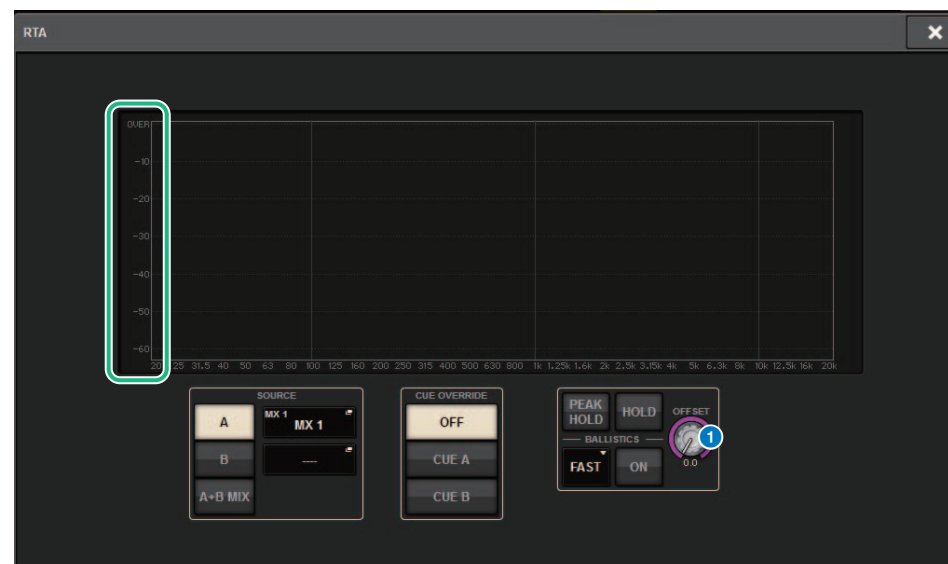 RTA
OVER
-10
-20
-30
-40
-50
-60
20 25 31.5 40 50 63 80 100 125 160 200 250 315 400 500 630 800 1k 1.25k 1.6k 2k 2.5k 3.15k 4k 5k 6.3k 8k 10k 12.5k 16k 20k
SOURCE
A
MX 1
MX 1
B
----
A+B MIX
CUE OVERRIDE
OFF
CUE A
CUE B
PEAK HOLD
HOLD
OFFSET
1
BALLISTICS
FAST
ON
0.0